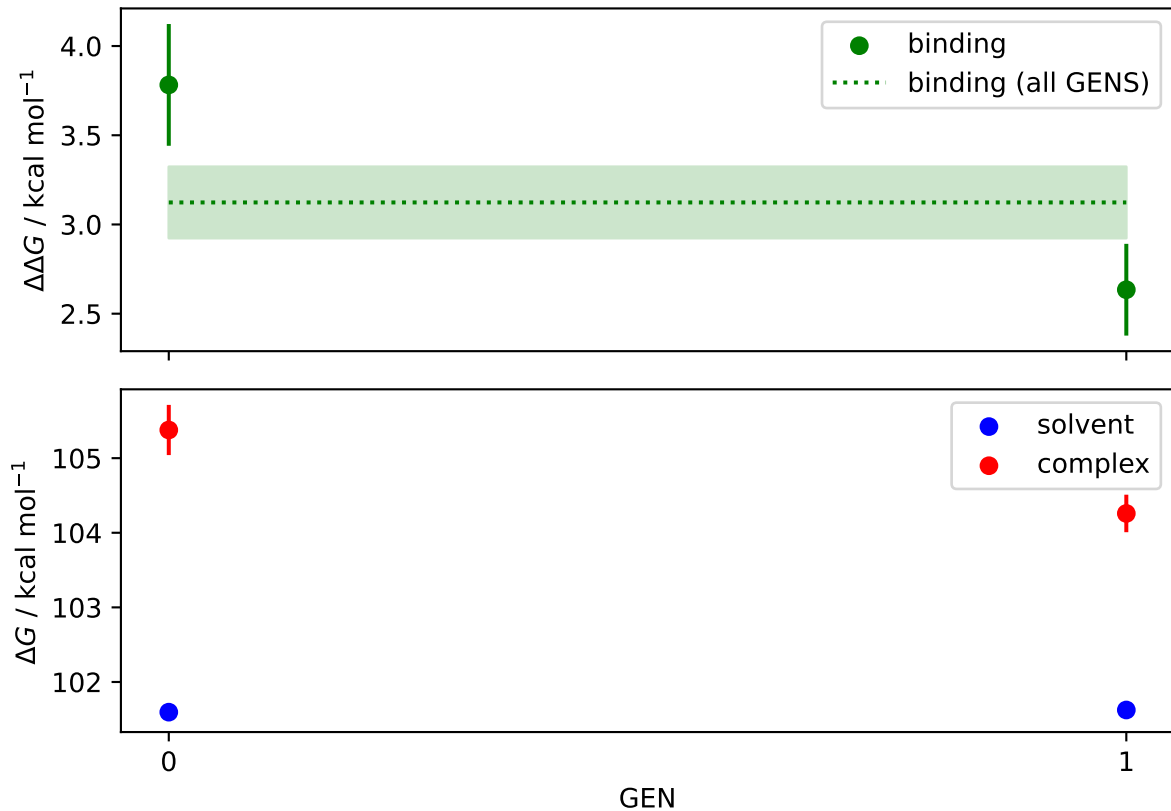 4.0
3.5
3.0
2.5
ΔΔG / kcal mol⁻¹
binding
binding (all GENS)
105
104
103
102
ΔG / kcal mol⁻¹
solvent
complex
0
1
GEN